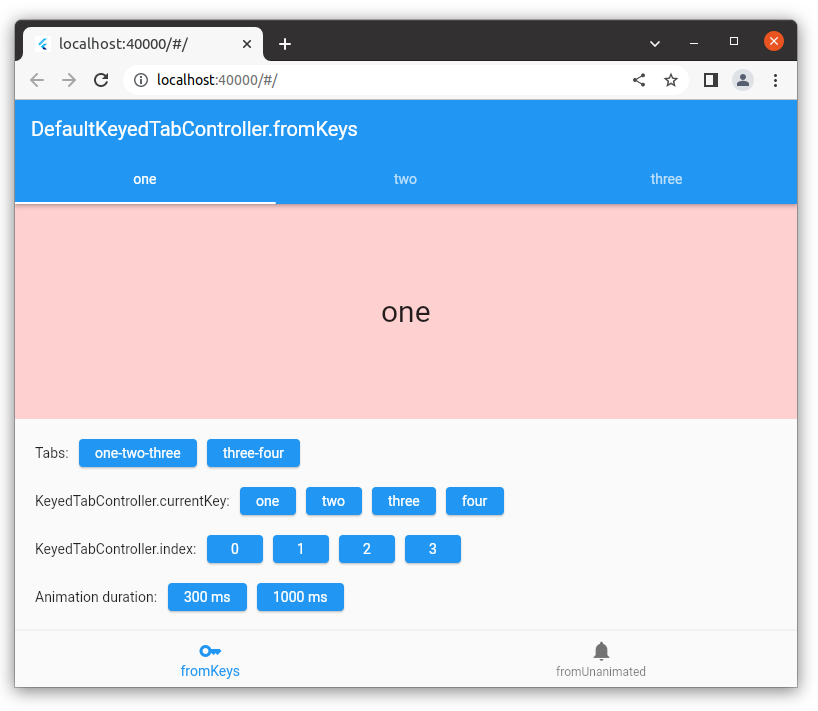 localhost:40000/#/
localhost:40000/#/
DefaultKeyedTabController.fromKeys
one two three
one
Tabs: one-two-three three-four
KeyedTabController.currentKey: one two three four
KeyedTabController.index: 0 1 2 3
Animation duration: 300 ms 1000 ms
fromKeys fromUnanimated